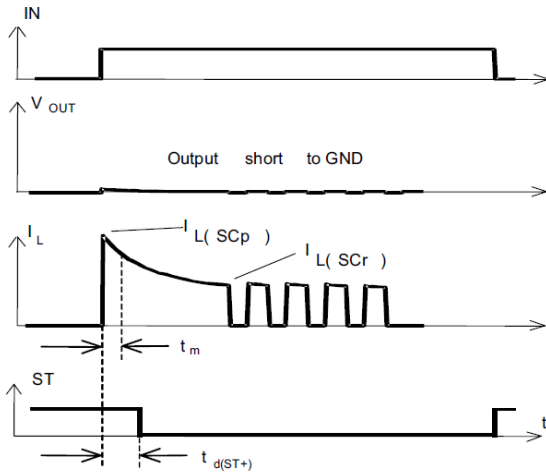 IN
V OUT
Output short to GND
I L
I L( SCp )
I L( SCr )
t m
ST
t
t d(ST+)